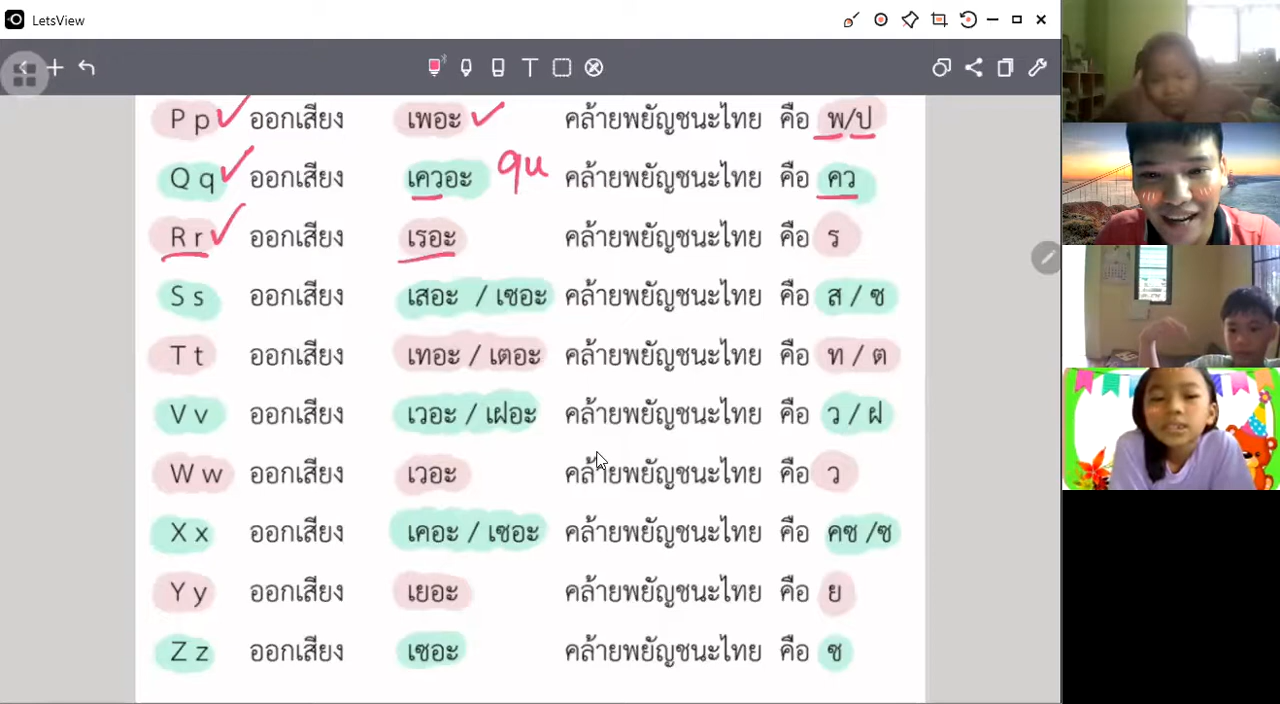 LetsView
P p ออกเสียง เพอะ คล้ายพยัญชนะไทย คือ พ/ป
Q q ออกเสียง เควอะ qu คล้ายพยัญชนะไทย คือ คว
R r ออกเสียง เรอะ คล้ายพยัญชนะไทย คือ ร
S s ออกเสียง เสอะ / เซอะ คล้ายพยัญชนะไทย คือ ส / ซ
T t ออกเสียง เทอะ / เตอะ คล้ายพยัญชนะไทย คือ ท / ต
V v ออกเสียง เวอะ / เฝอะ คล้ายพยัญชนะไทย คือ ว / ฝ
W w ออกเสียง เวอะ คล้ายพยัญชนะไทย คือ ว
X x ออกเสียง เคอะ / เซอะ คล้ายพยัญชนะไทย คือ คซ /ซ
Y y ออกเสียง เยอะ คล้ายพยัญชนะไทย คือ ย
Z z ออกเสียง เซอะ คล้ายพยัญชนะไทย คือ ซ